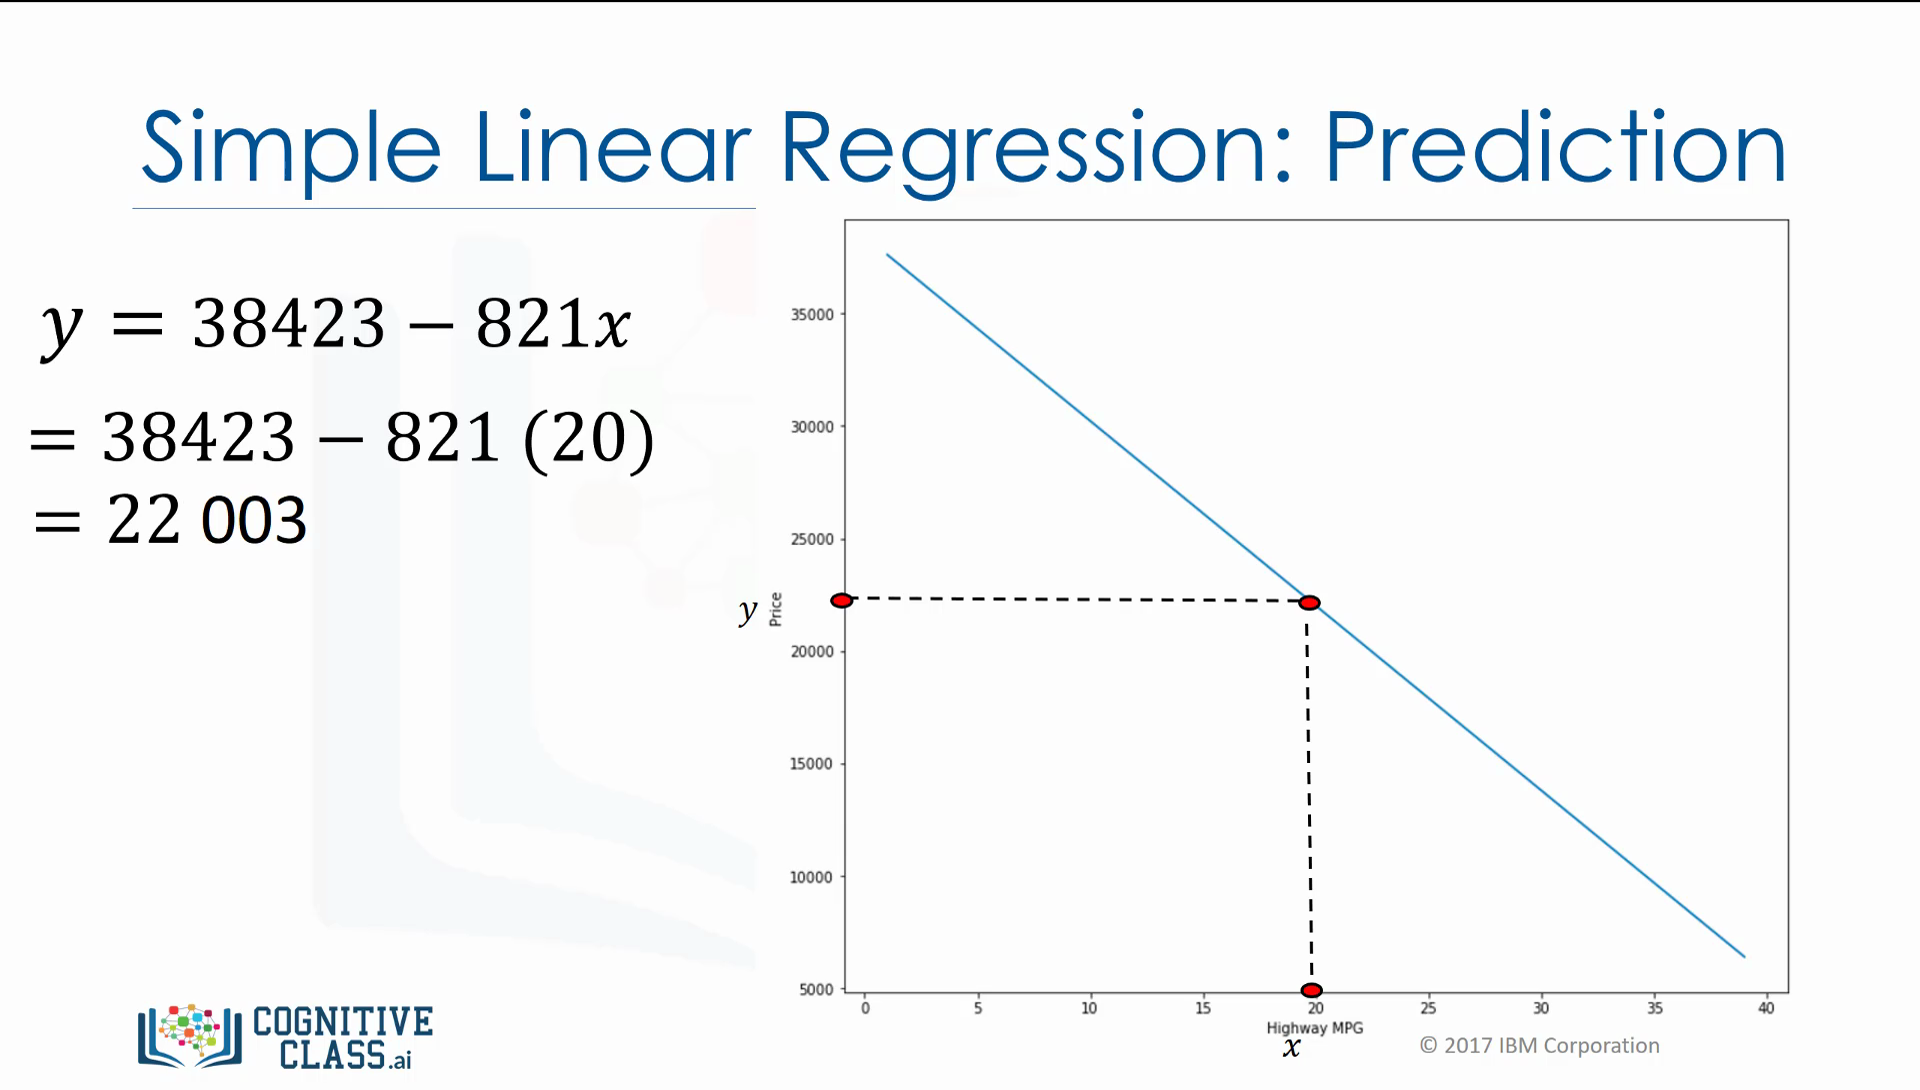 Simple Linear Regression: Prediction
y = 38423 − 821x
= 38423 − 821 (20)
= 22 003
35000
30000
25000
20000
15000
10000
5000
y
Price
0 5 10 15 20 25 30 35 40
Highway MPG
x
COGNITIVE
CLASS.ai
© 2017 IBM Corporation